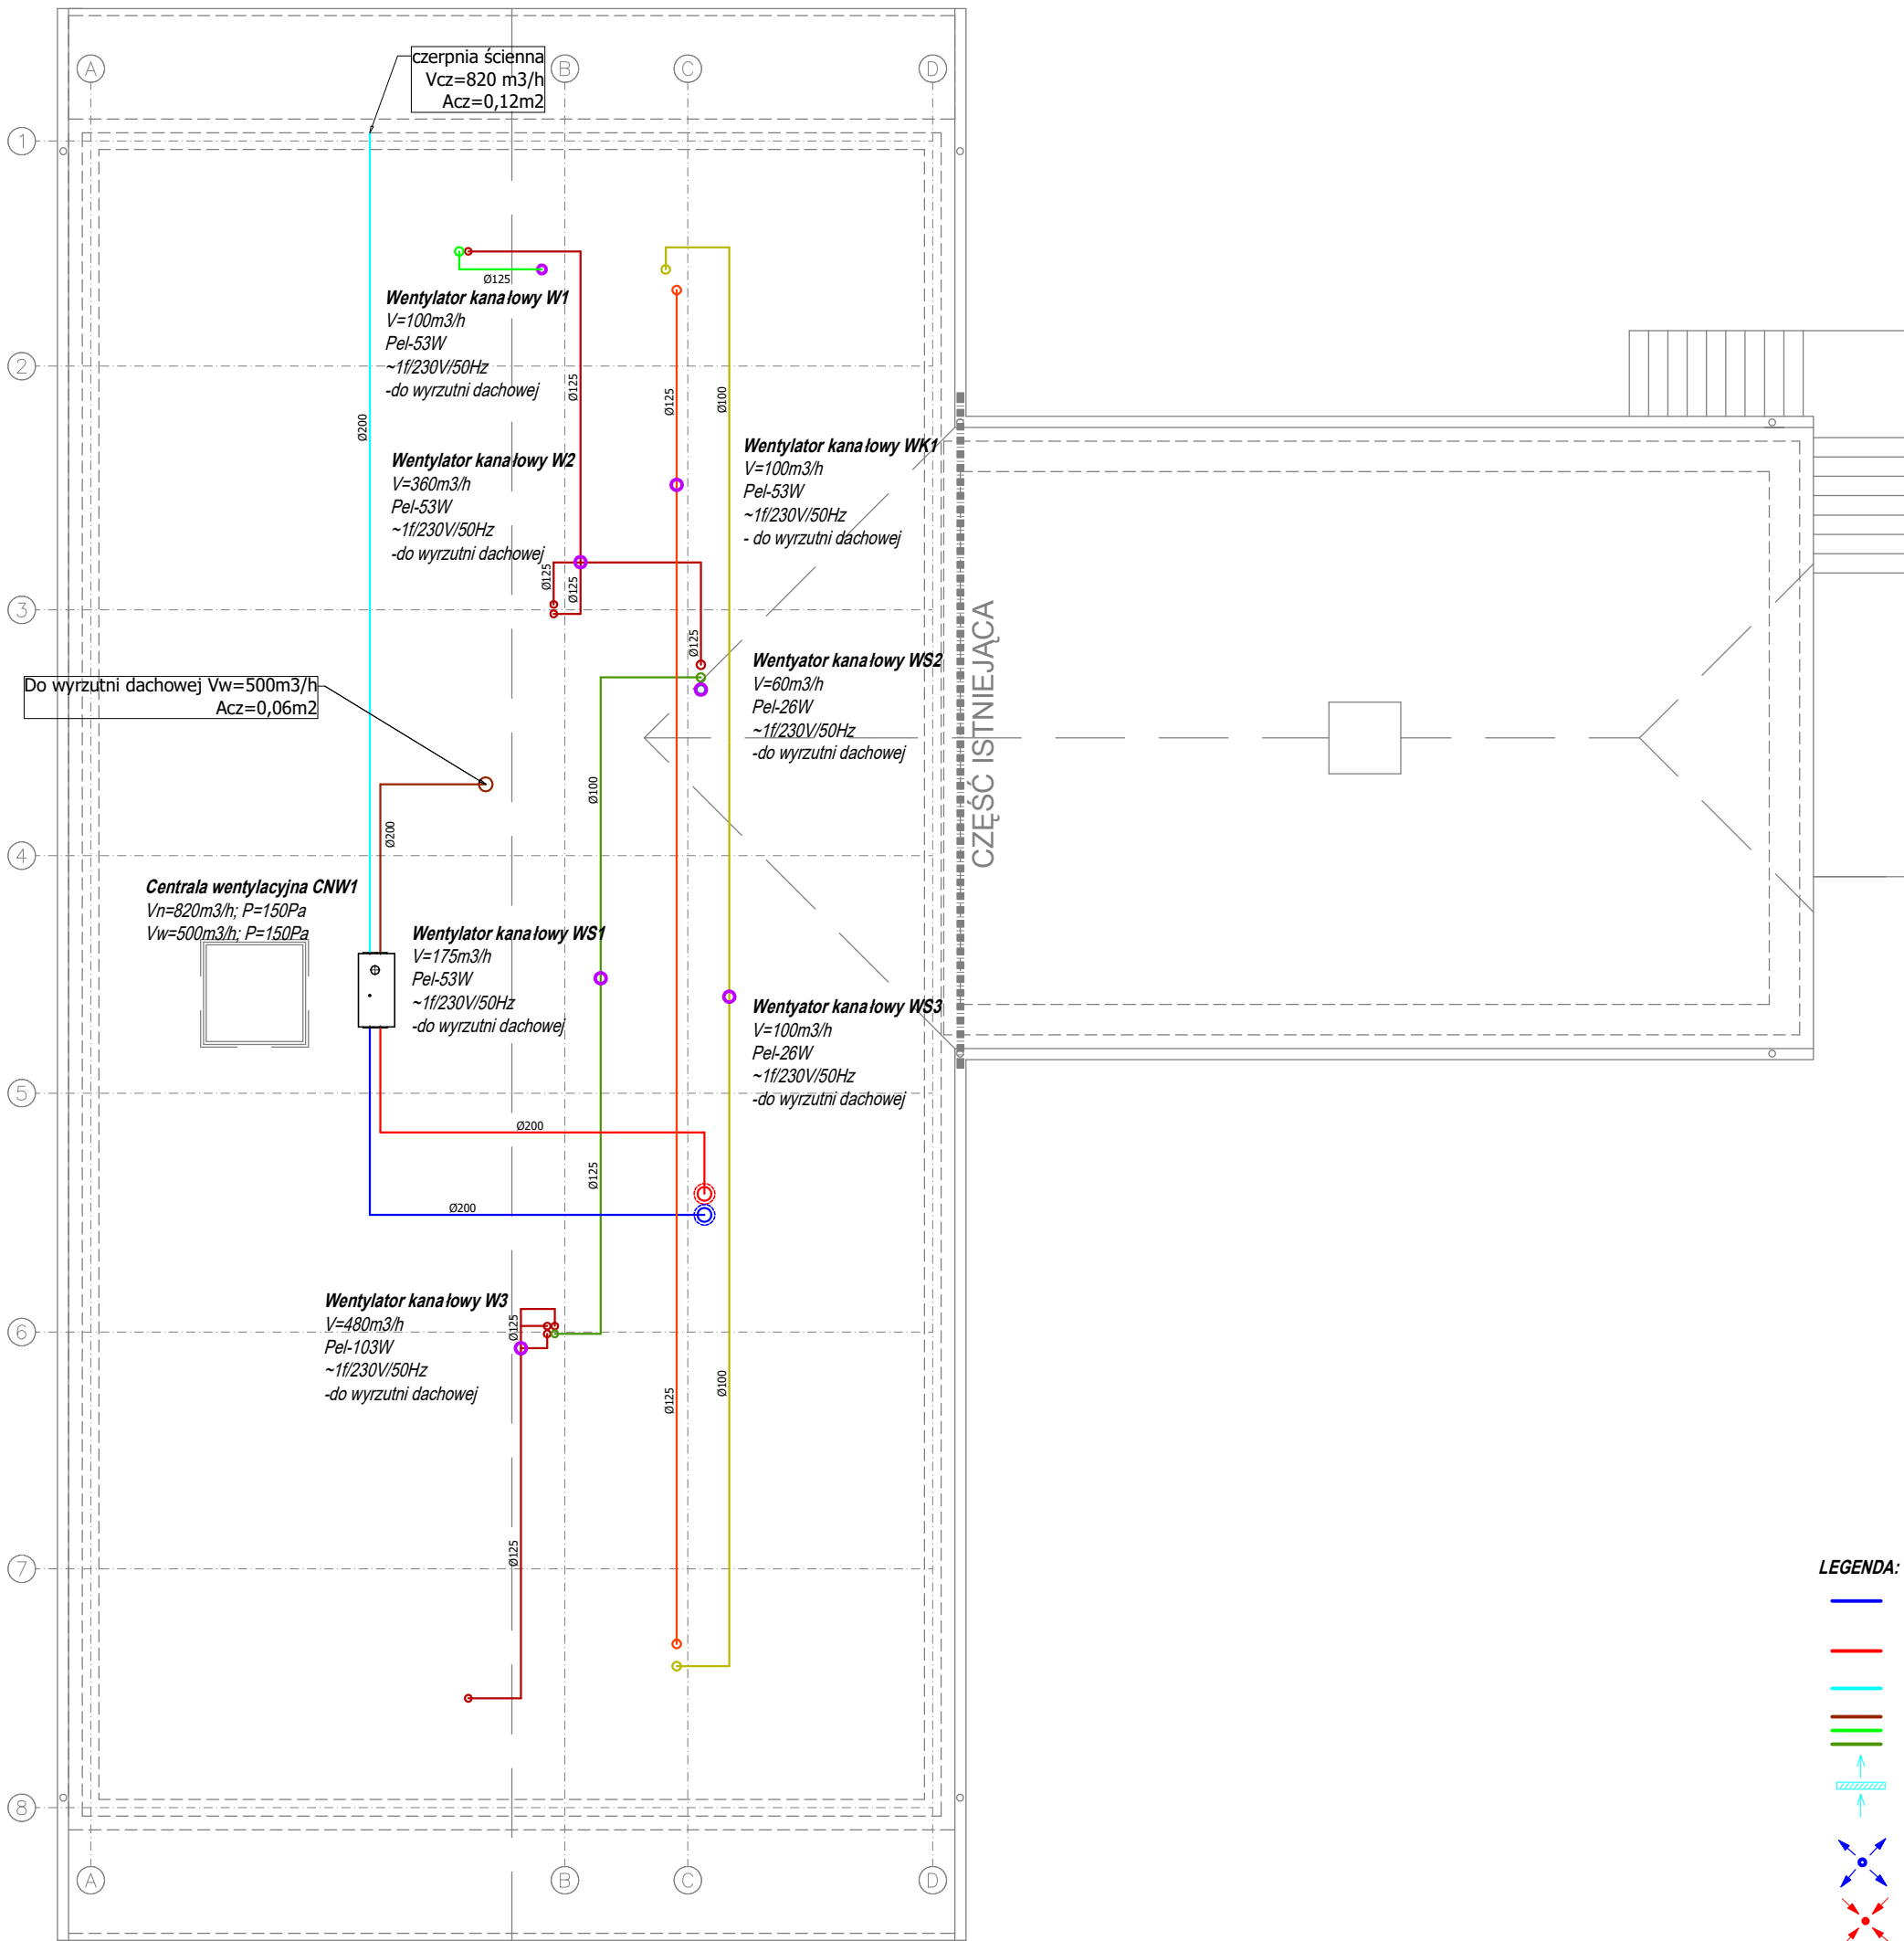 A
B
C
D
czerpnia ścienna
Vcz=820 m3/h
Acz=0,12m2
1
Ø125
Wentylator kanałowy W1
V=100m3/h
Pel-53W
~1f/230V/50Hz
-do wyrzutni dachowej
2
Ø125
Ø125
Ø100
Ø200
Wentylator kanałowy W2
V=360m3/h
Pel-53W
~1f/230V/50Hz
-do wyrzutni dachowej
Wentylator kanałowy WK1
V=100m3/h
Pel-53W
~1f/230V/50Hz
- do wyrzutni dachowej
Ø125
Ø125
3
Ø125
Wentyator kanałowy WS2
V=60m3/h
Pel-26W
~1f/230V/50Hz
-do wyrzutni dachowej
CZĘŚĆ ISTNIEJĄCA
Do wyrzutni dachowej Vw=500m3/h
Acz=0,06m2
Ø100
Ø200
4
Centrala wentylacyjna CNW1
Vn=820m3/h; P=150Pa
Vw=500m3/h; P=150Pa
Wentylator kanałowy WS1
V=175m3/h
Pel-53W
~1f/230V/50Hz
-do wyrzutni dachowej
Wentyator kanałowy WS3
V=100m3/h
Pel-26W
~1f/230V/50Hz
-do wyrzutni dachowej
5
Ø200
Ø125
Ø200
Wentylator kanałowy W3
V=480m3/h
Pel-103W
~1f/230V/50Hz
-do wyrzutni dachowej
6
Ø125
Ø125
Ø100
7
Ø125
LEGENDA:
8
A
B
C
D